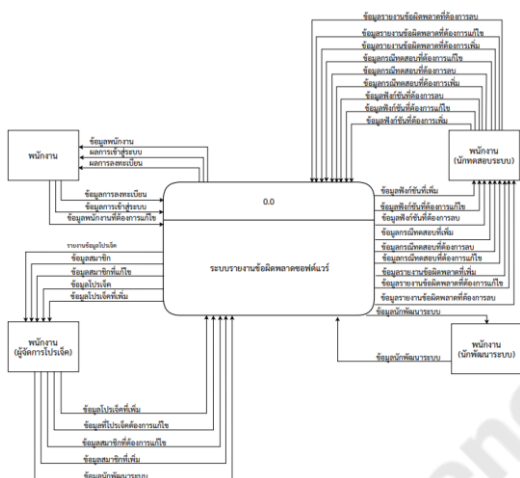 ข้อมูลรายงานข้อผิดพลาดที่ต้องการลบ
ข้อมูลรายงานข้อผิดพลาดที่ต้องการแก้ไข
ข้อมูลรายงานข้อผิดพลาดที่ต้องการเพิ่ม
ข้อมูลกรณีทดสอบที่ต้องการแก้ไข
ข้อมูลกรณีทดสอบที่ต้องการลบ
ข้อมูลกรณีทดสอบที่ต้องการเพิ่ม
ข้อมูลฟังก์ชันที่ต้องการลบ
ข้อมูลฟังก์ชันที่ต้องการแก้ไข
ข้อมูลฟังก์ชันที่ต้องการเพิ่ม
พนักงาน
ข้อมูลพนักงาน
ผลการเข้าสู่ระบบ
ผลการลงทะเบียน
ข้อมูลการลงทะเบียน
ข้อมูลการเข้าสู่ระบบ
ข้อมูลพนักงานที่ต้องการแก้ไข
0.0
ระบบรายงานข้อผิดพลาดซอฟต์แวร์
พนักงาน
(นักทดสอบระบบ)
ข้อมูลฟังก์ชันที่เพิ่ม
ข้อมูลฟังก์ชันที่ต้องการแก้ไข
ข้อมูลฟังก์ชันที่ต้องการลบ
ข้อมูลกรณีทดสอบที่เพิ่ม
ข้อมูลกรณีทดสอบที่ต้องการลบ
ข้อมูลกรณีทดสอบที่ต้องการแก้ไข
ข้อมูลรายงานข้อผิดพลาดที่เพิ่ม
ข้อมูลรายงานข้อผิดพลาดที่ต้องการแก้ไข
ข้อมูลรายงานข้อผิดพลาดที่ต้องการลบ
รายงานข้อมูลโปรเจ็ค
ข้อมูลสมาชิก
ข้อมูลสมาชิกที่แก้ไข
ข้อมูลโปรเจ็ค
ข้อมูลโปรเจ็คที่เพิ่ม
พนักงาน
(ผู้จัดการโปรเจ็ค)
ข้อมูลนักพัฒนาระบบ
พนักงาน
(นักพัฒนาระบบ)
ข้อมูลนักพัฒนาระบบ
ข้อมูลโปรเจ็คที่เพิ่ม
ข้อมูลที่โปรเจ็คต้องการแก้ไข
ข้อมูลสมาชิกที่ต้องการแก้ไข
ข้อมูลสมาชิกที่เพิ่ม
ข้อมูลนักพัฒนาระบบ